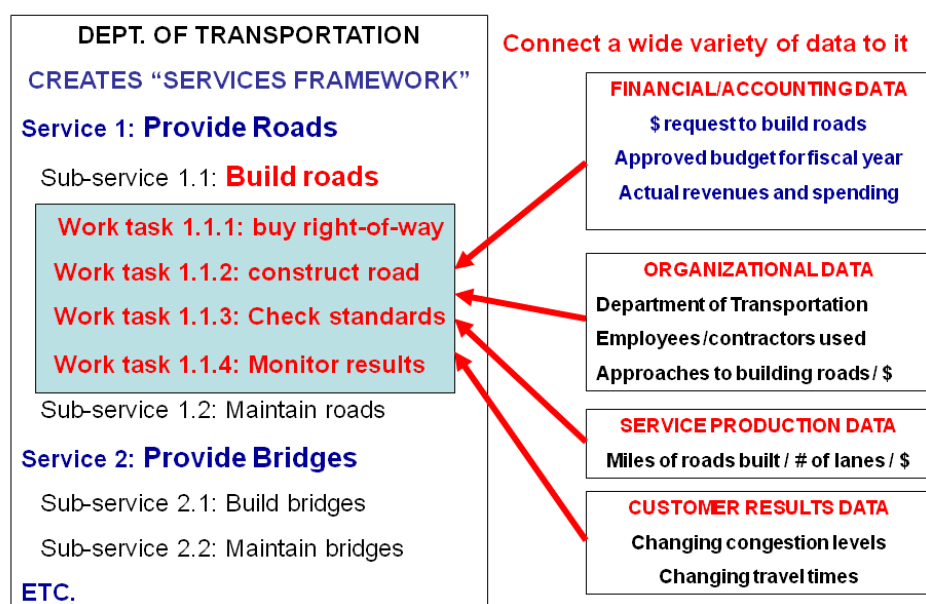 DEPT. OF TRANSPORTATION
CREATES “SERVICES FRAMEWORK”
Service 1: Provide Roads
Sub-service 1.1: Build roads
Work task 1.1.1: buy right-of-way
Work task 1.1.2: construct road
Work task 1.1.3: Check standards
Work task 1.1.4: Monitor results
Sub-service 1.2: Maintain roads
Service 2: Provide Bridges
Sub-service 2.1: Build bridges
Sub-service 2.2: Maintain bridges
ETC.
Connect a wide variety of data to it
FINANCIAL/ACCOUNTING DATA
$ request to build roads
Approved budget for fiscal year
Actual revenues and spending
ORGANIZATIONAL DATA
Department of Transportation
Employees/contractors used
Approaches to building roads / $
SERVICE PRODUCTION DATA
Miles of roads built / # of lanes / $
CUSTOMER RESULTS DATA
Changing congestion levels
Changing travel times